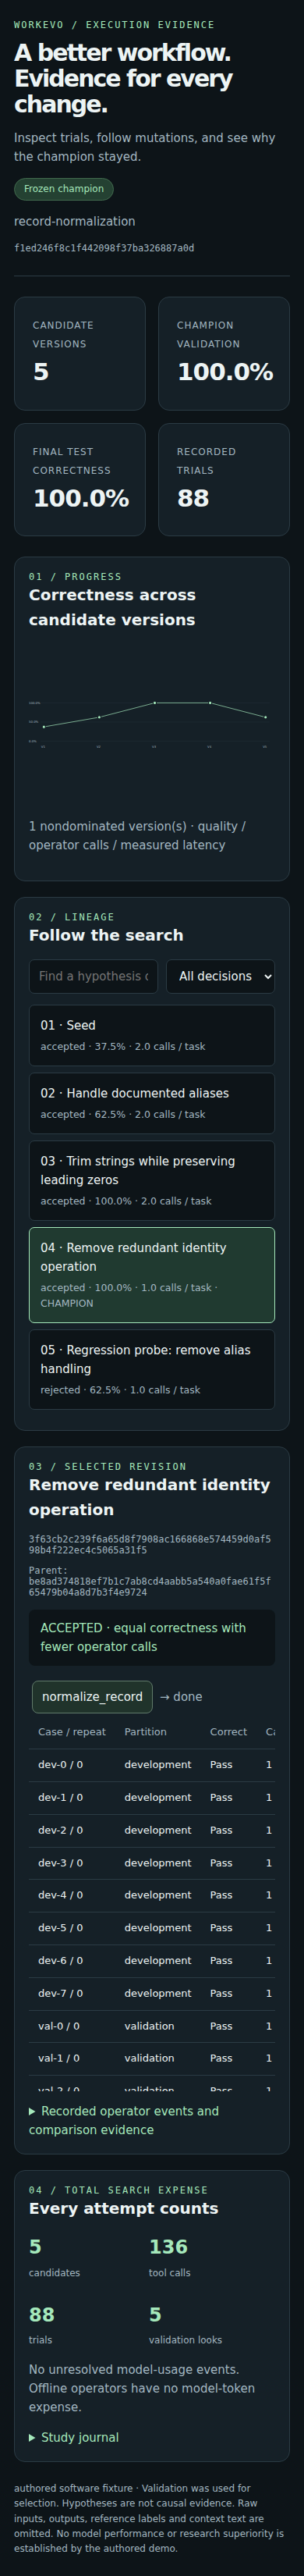 WORKEVO / EXECUTION EVIDENCE
A better workflow.
Evidence for every
change.
Inspect trials, follow mutations, and see why
the champion stayed.
Frozen champion
record-normalization
f1ed246f8c1f442098f37ba326887a0d
CANDIDATE
VERSIONS
5
CHAMPION
VALIDATION
100.0%
FINAL TEST
CORRECTNESS
100.0%
RECORDED
TRIALS
88
01 / PROGRESS
Correctness across
candidate versions
1 nondominated version(s) · quality /
operator calls / measured latency
02 / LINEAGE
Follow the search
Find a hypothesis
All decisions
01 · Seed
accepted · 37.5% · 2.0 calls / task
02 · Handle documented aliases
accepted · 62.5% · 2.0 calls / task
03 · Trim strings while preserving
leading zeros
accepted · 100.0% · 2.0 calls / task
04 · Remove redundant identity
operation
accepted · 100.0% · 1.0 calls / task ·
CHAMPION
05 · Regression probe: remove alias
handling
rejected · 62.5% · 1.0 calls / task
03 / SELECTED REVISION
Remove redundant identity
operation
3f63cb2c239f6a65d8f7908ac166868e574459d0af5
98b4f222ec4c5065a31f5
Parent:
be8ad374818ef7b1c7ab8cd4aabb5a540a0fae61f5f
65479b04a8d7b3f4e9724
ACCEPTED · equal correctness with
fewer operator calls
normalize_record → done
Case / repeat Partition Correct
dev-0 / 0 development Pass 1
dev-1 / 0 development Pass 1
dev-2 / 0 development Pass 1
dev-3 / 0 development Pass 1
dev-4 / 0 development Pass 1
dev-5 / 0 development Pass 1
dev-6 / 0 development Pass 1
dev-7 / 0 development Pass 1
val-0 / 0 validation Pass 1
val-1 / 0 validation Pass 1
val-2 / 0 validation Pass 1
Recorded operator events and
comparison evidence
04 / TOTAL SEARCH EXPENSE
Every attempt counts
5
candidates
136
tool calls
88
trials
5
validation looks
No unresolved model-usage events.
Offline operators have no model-token
expense.
Study journal
authored software fixture · Validation was used for
selection. Hypotheses are not causal evidence. Raw
inputs, outputs, reference labels and context text are
omitted. No model performance or research superiority is
established by the authored demo.